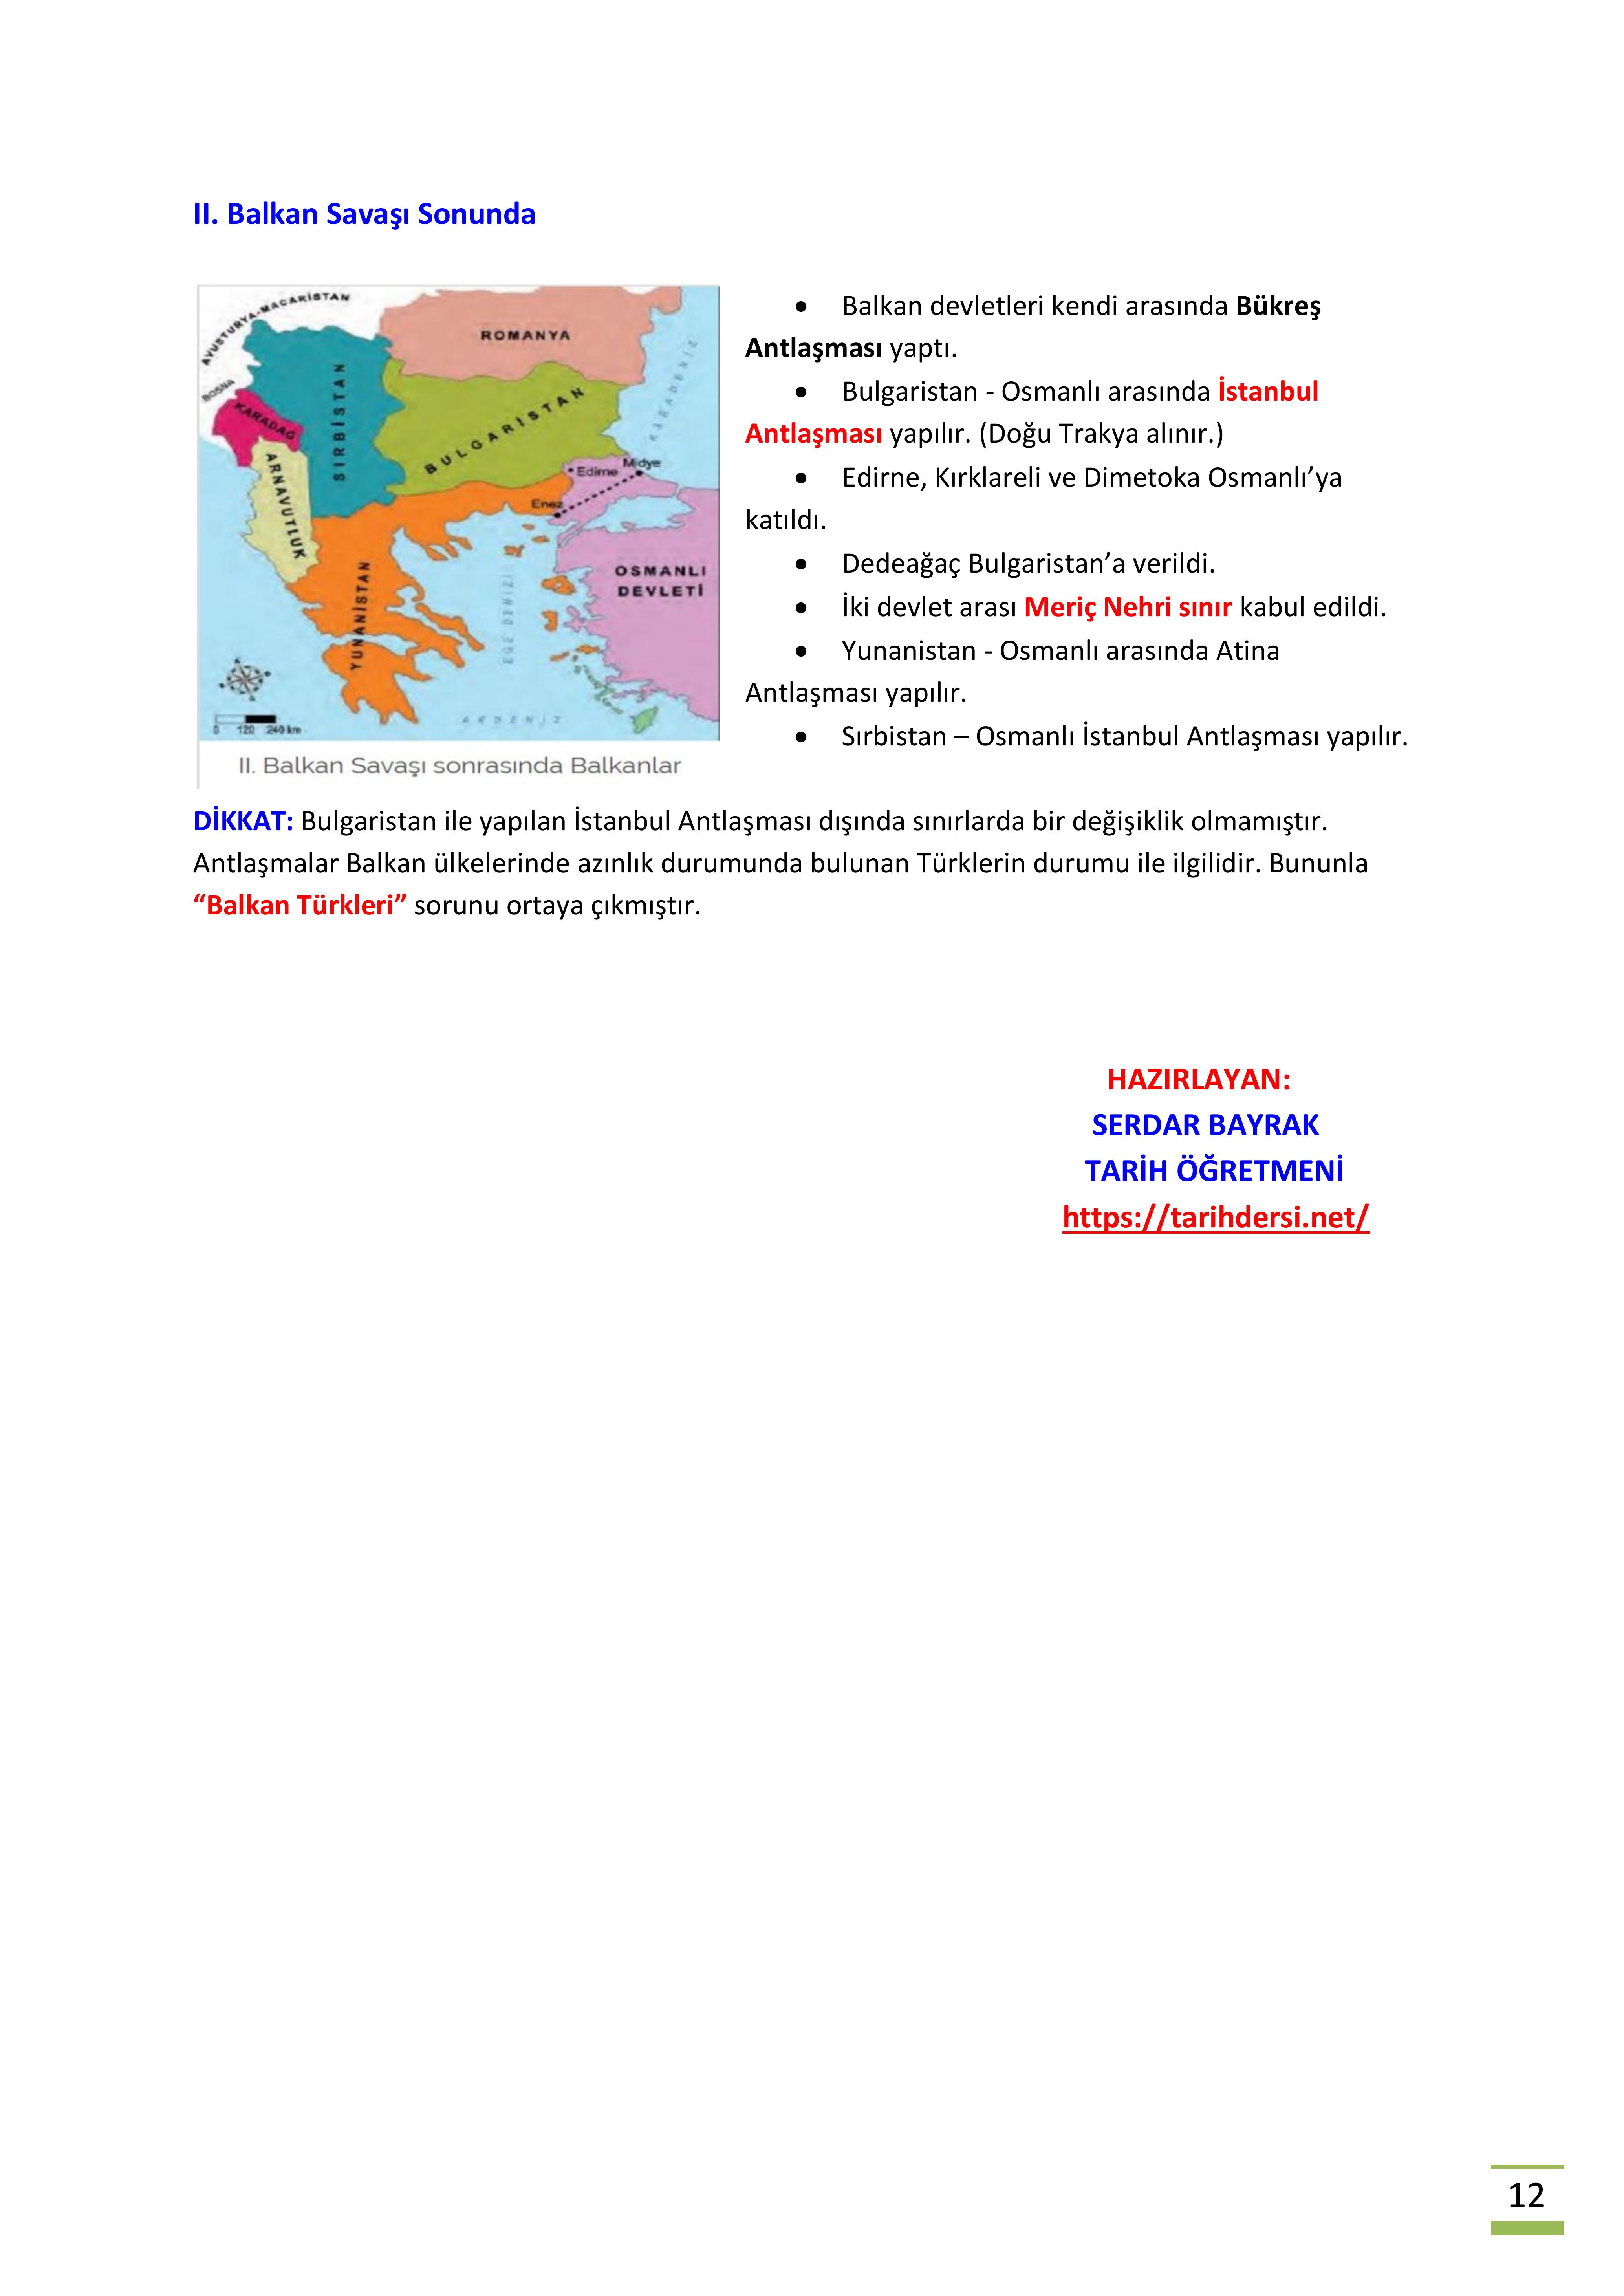 II. Balkan Savaşı Sonunda
AVUSTURYA-MACARİSTAN
ROMANYA
BOSNA
KARADAĞ
SIRBİSTAN
BULGARİSTAN
KARADENİZ
ARNAVUTLUK
Edirne
Midye
Enez
OSMANLI
DEVLETİ
YUNANİSTAN
EGE DENİZİ
AKDENİZ
0 120 240 km
II. Balkan Savaşı sonrasında Balkanlar
• Balkan devletleri kendi arasında Bükreş
Antlaşması yaptı.
• Bulgaristan - Osmanlı arasında İstanbul
Antlaşması yapılır. (Doğu Trakya alınır.)
• Edirne, Kırklareli ve Dimetoka Osmanlı’ya
katıldı.
• Dedeağaç Bulgaristan’a verildi.
• İki devlet arası Meriç Nehri sınır kabul edildi.
• Yunanistan - Osmanlı arasında Atina
Antlaşması yapılır.
• Sırbistan – Osmanlı İstanbul Antlaşması yapılır.
DİKKAT: Bulgaristan ile yapılan İstanbul Antlaşması dışında sınırlarda bir değişiklik olmamıştır.
Antlaşmalar Balkan ülkelerinde azınlık durumunda bulunan Türklerin durumu ile ilgilidir. Bununla
“Balkan Türkleri” sorunu ortaya çıkmıştır.
HAZIRLAYAN:
SERDAR BAYRAK
TARİH ÖĞRETMENİ
https://tarihdersi.net/
12